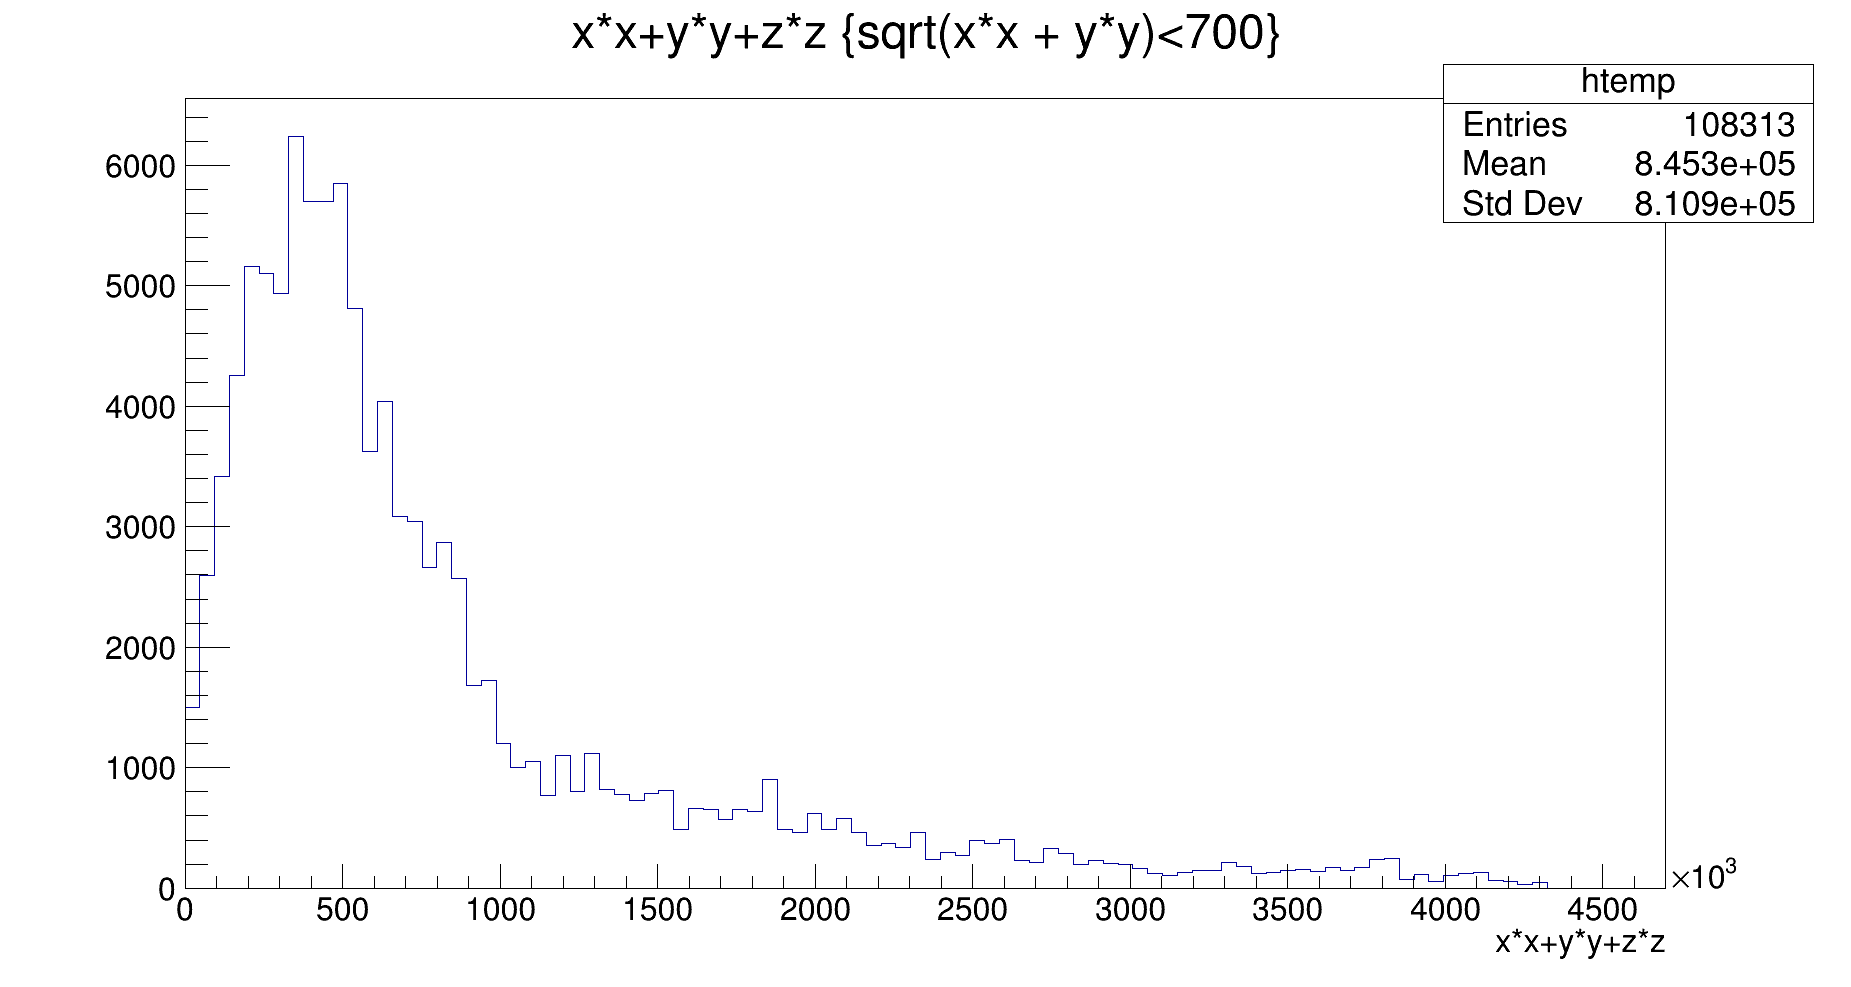 x*x+y*y+z*z {sqrt(x*x + y*y)<700}
htemp
Entries 108313
Mean 8.453e+05
Std Dev 8.109e+05
6000
5000
4000
3000
2000
1000
0
0 500 1000 1500 2000 2500 3000 3500 4000 4500
×10³
x*x+y*y+z*z